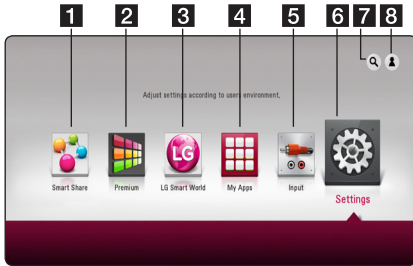 1 2 3 4 5 6 7 8
Adjust settings according to users environment.
LG
Smart Share Premium LG Smart World My Apps Input Settings